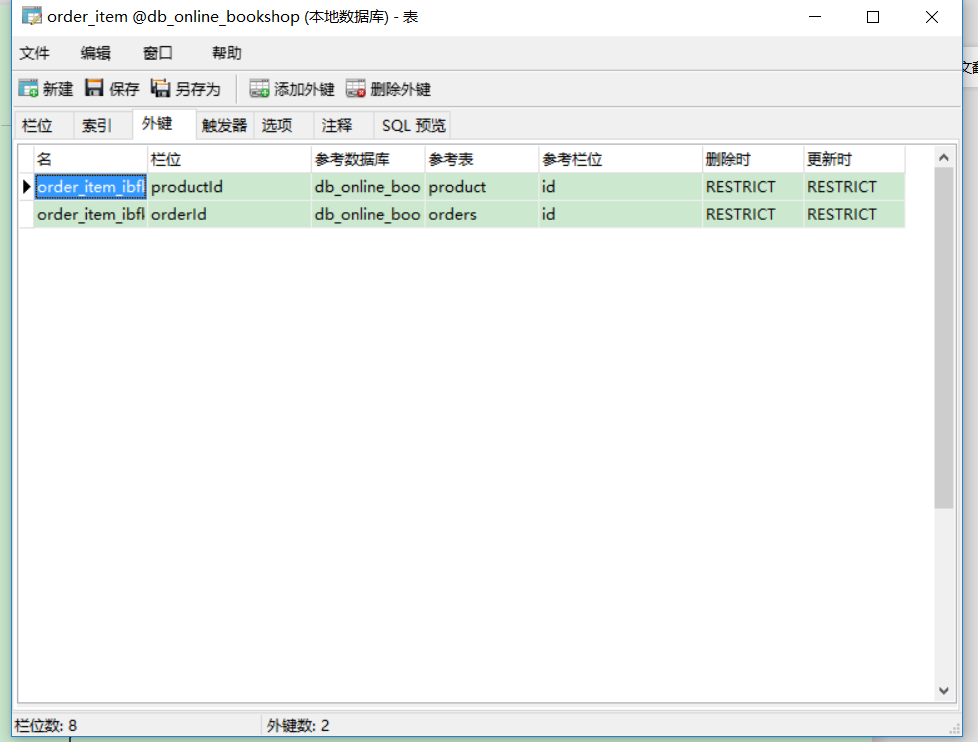 order_item @db_online_bookshop (本地数据库) - 表
文件 编辑 窗口 帮助
新建 保存 另存为 添加外键 删除外键
栏位 索引 外键 触发器 选项 注释 SQL 预览
名 栏位 参考数据库 参考表 参考栏位 删除时 更新时
order_item_ibfl productId db_online_boo product id RESTRICT RESTRICT
order_item_ibfl orderId db_online_boo orders id RESTRICT RESTRICT
栏位数: 8 外键数: 2